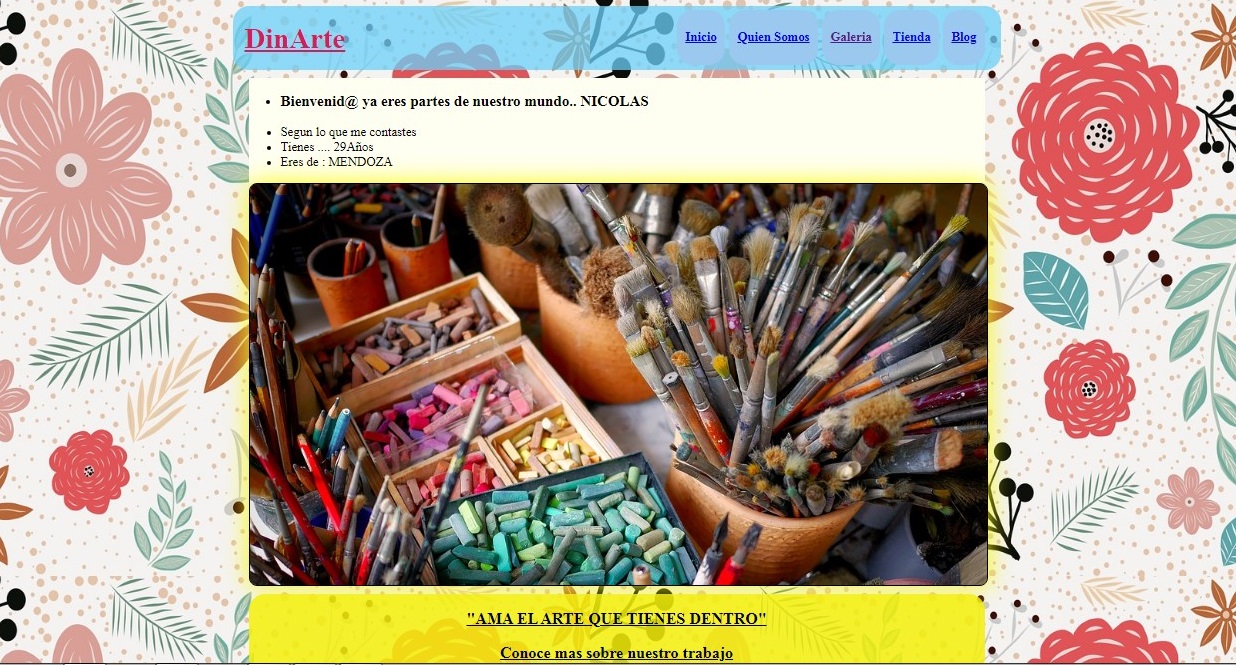 DinArte
Inicio Quien Somos Galeria Tienda Blog
Bienvenid@ ya eres partes de nuestro mundo.. NICOLAS
Segun lo que me contastes
Tienes .... 29Años
Eres de : MENDOZA
"AMA EL ARTE QUE TIENES DENTRO"
Conoce mas sobre nuestro trabajo